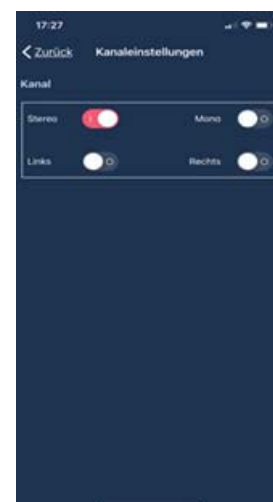 17:27
Zurück Kanaleinstellungen
Kanal
Stereo Mono
Links Rechts